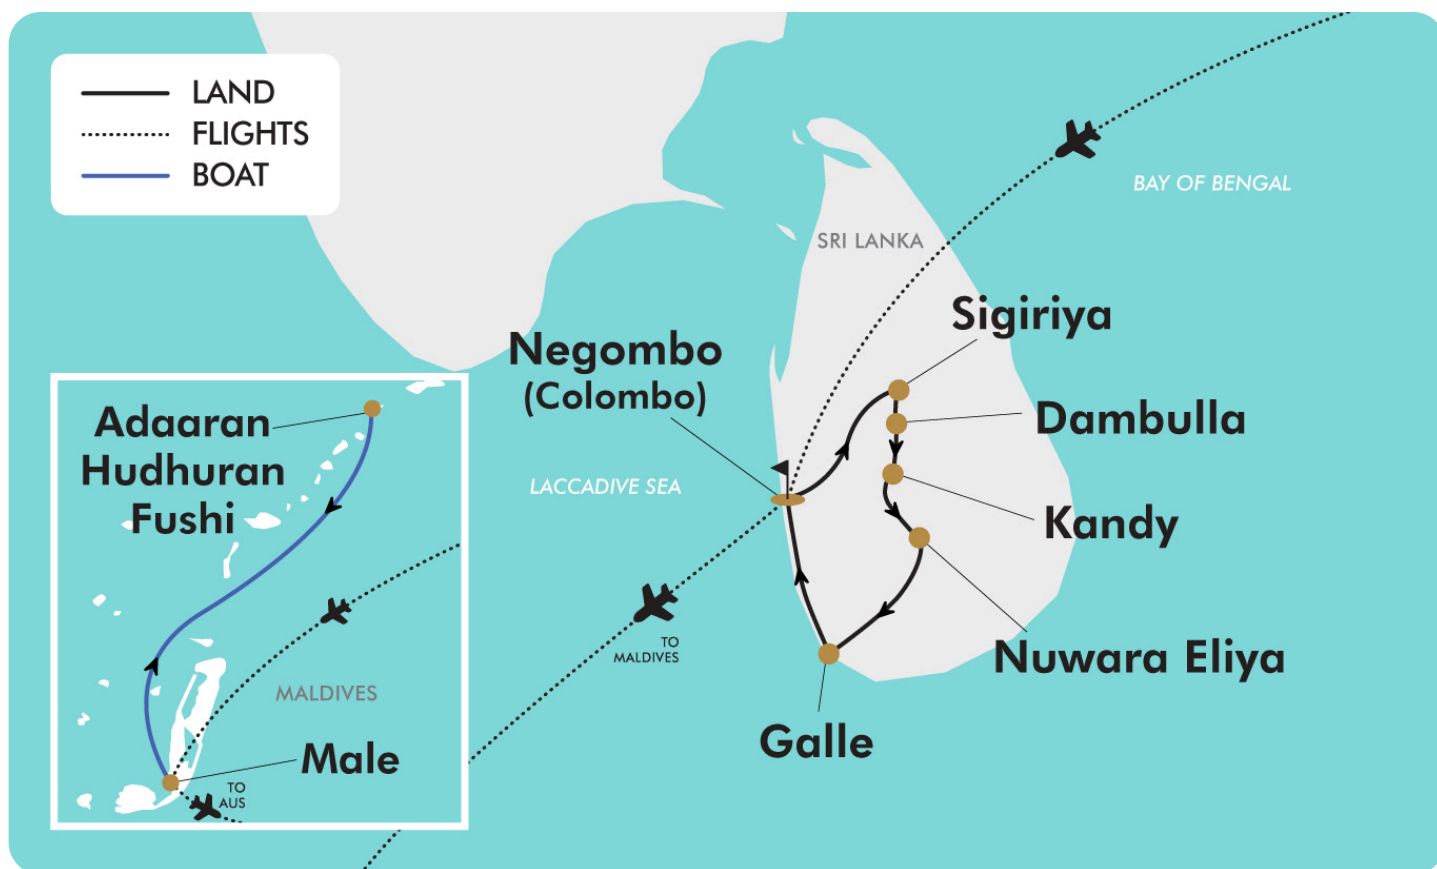 LAND
FLIGHTS
BOAT
BAY OF BENGAL
SRI LANKA
Sigiriya
Negombo
(Colombo)
Dambulla
LACCADIVE SEA
Kandy
TO
MALDIVES
Nuwara Eliya
Galle
Adaaran
Hudhuran
Fushi
MALDIVES
Male
TO
AUS